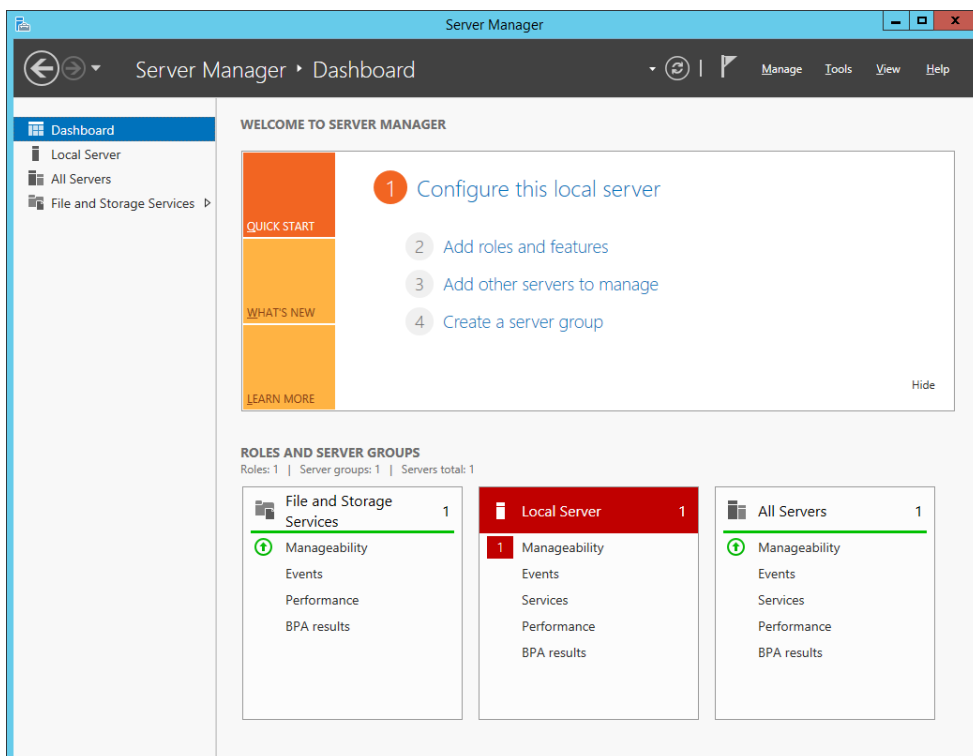 Server Manager
Server Manager • Dashboard
Manage Tools View Help
Dashboard
Local Server
All Servers
File and Storage Services
WELCOME TO SERVER MANAGER
QUICK START
WHAT'S NEW
LEARN MORE
1 Configure this local server
2 Add roles and features
3 Add other servers to manage
4 Create a server group
Hide
ROLES AND SERVER GROUPS
Roles: 1 | Server groups: 1 | Servers total: 1
File and Storage
Services 1
Manageability
Events
Performance
BPA results
Local Server 1
1 Manageability
Events
Services
Performance
BPA results
All Servers 1
Manageability
Events
Services
Performance
BPA results